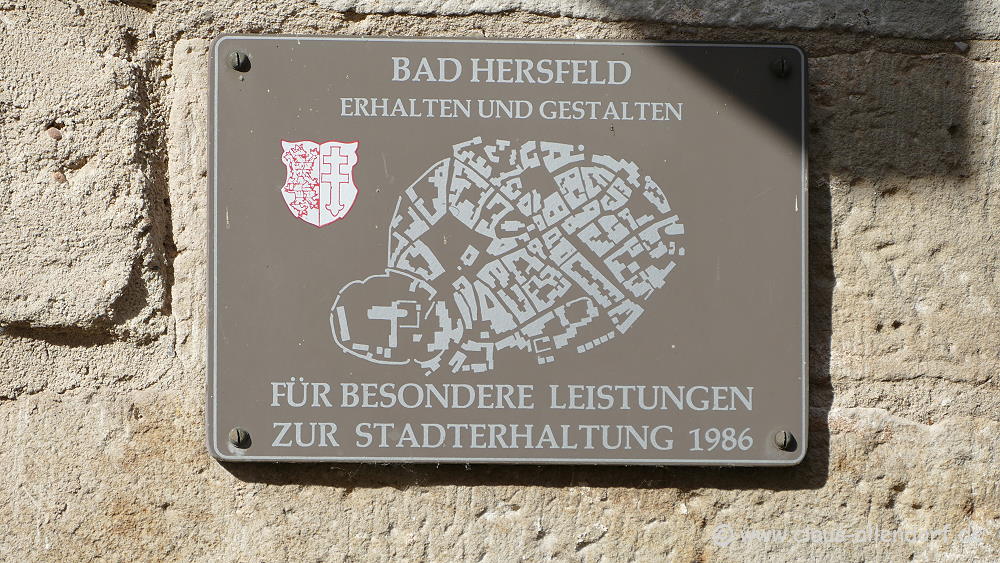 BAD HERSFELD
ERHALTEN UND GESTALTEN
FÜR BESONDERE LEISTUNGEN
ZUR STADTERHALTUNG 1986